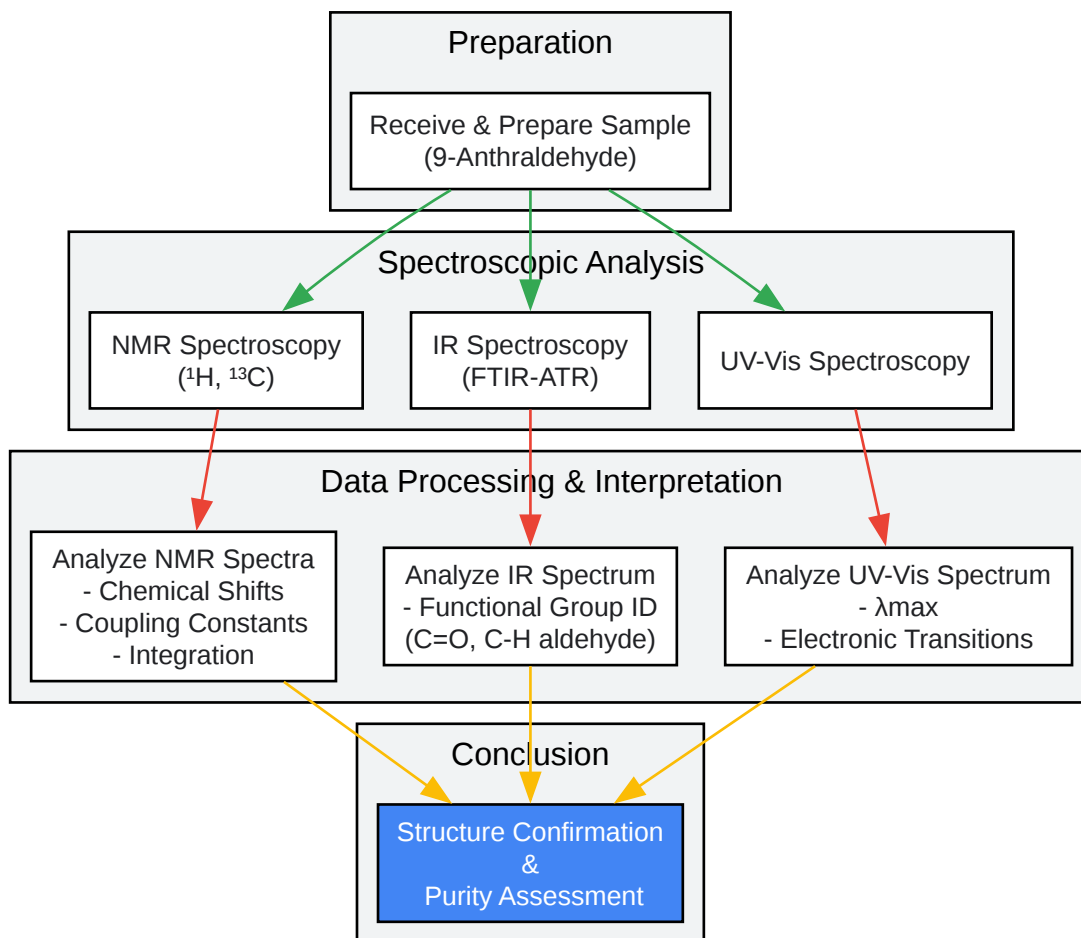 Preparation
Receive & Prepare Sample
(9-Anthraldehyde)
Spectroscopic Analysis
NMR Spectroscopy
(¹H, ¹³C)
IR Spectroscopy
(FTIR-ATR)
UV-Vis Spectroscopy
Data Processing & Interpretation
Analyze NMR Spectra
- Chemical Shifts
- Coupling Constants
- Integration
Analyze IR Spectrum
- Functional Group ID
(C=O, C-H aldehyde)
Analyze UV-Vis Spectrum
- λmax
- Electronic Transitions
Conclusion
Structure Confirmation
&
Purity Assessment